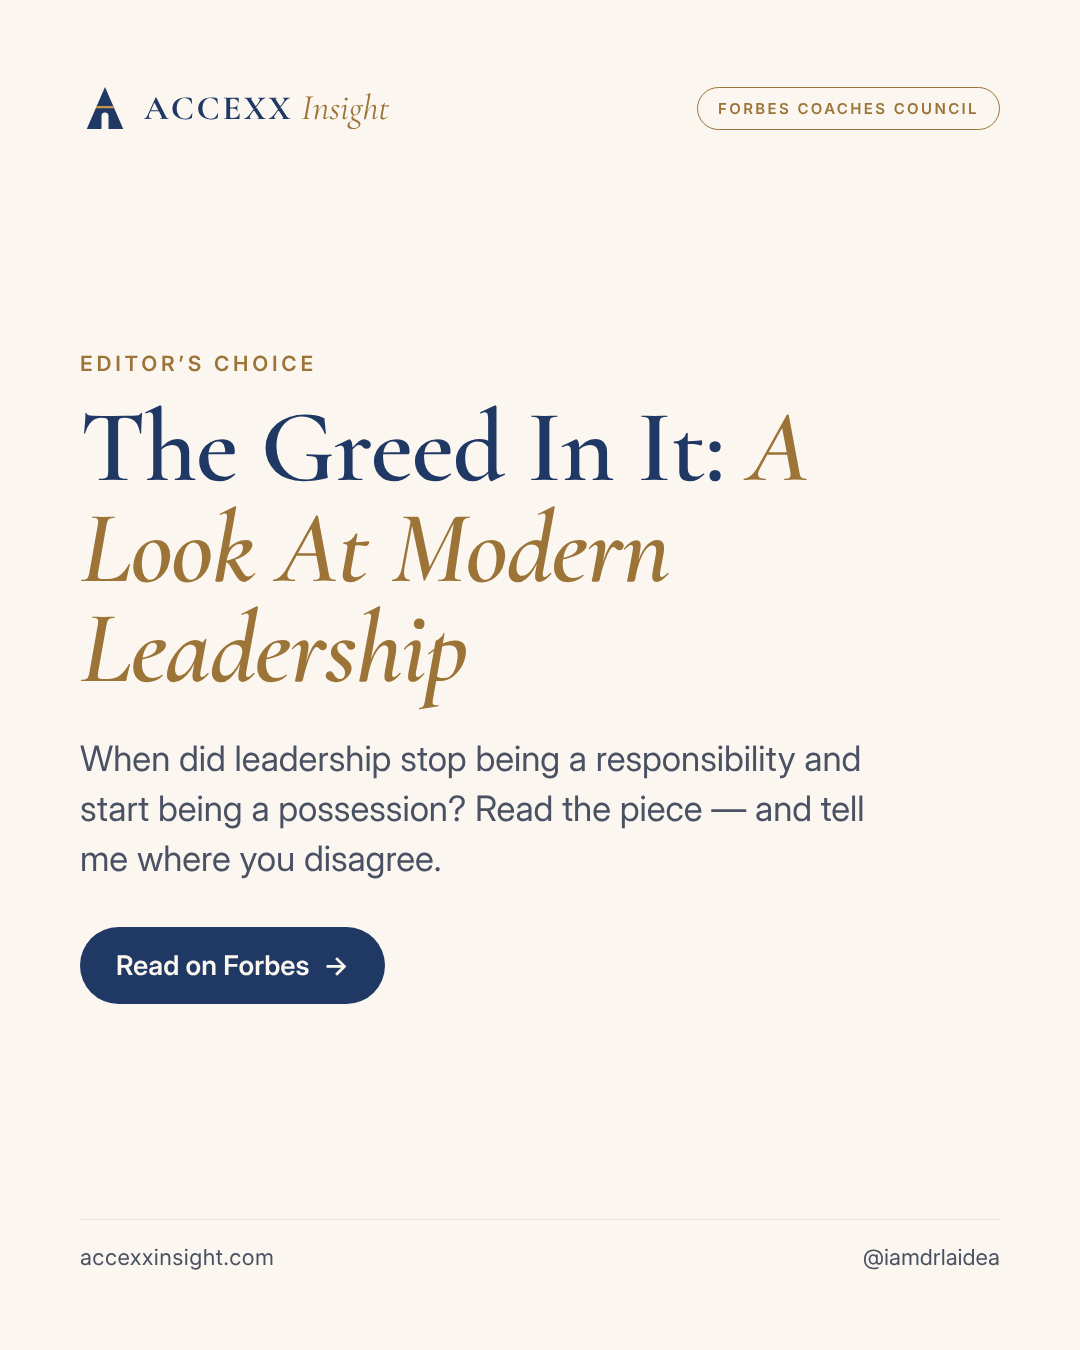 ACCEXX Insight
FORBES COACHES COUNCIL
EDITOR’S CHOICE
The Greed In It: A
Look At Modern
Leadership
When did leadership stop being a responsibility and
start being a possession? Read the piece — and tell
me where you disagree.
Read on Forbes →
accexxinsight.com
@iamdrlaidea